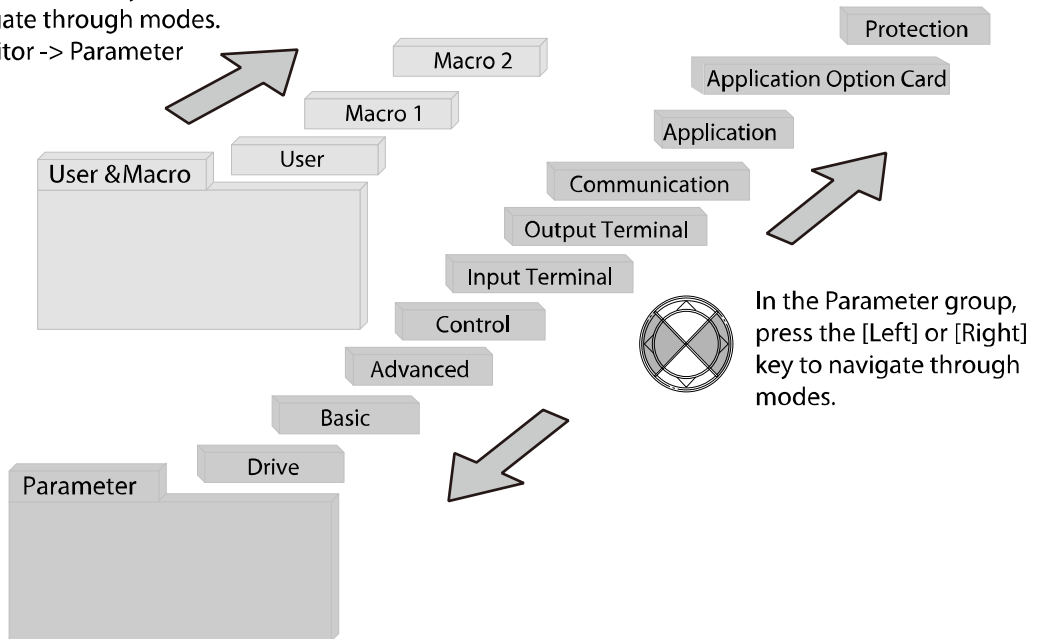 gate through modes.
-> Parameter
Macro 2
Macro 1
User
User &Macro
Protection
Application Option Card
Application
Communication
Output Terminal
Input Terminal
Control
Advanced
Basic
Drive
Parameter
In the Parameter group,
press the [Left] or [Right]
key to navigate through
modes.